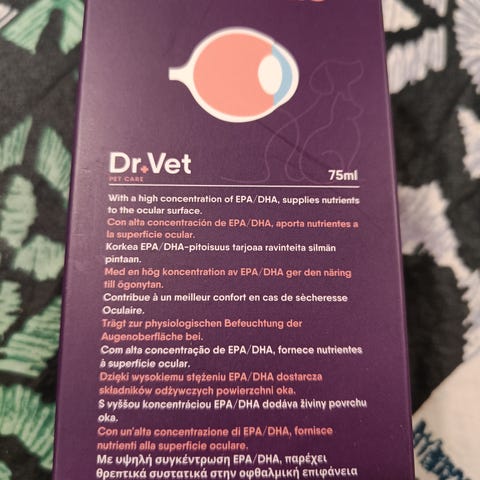 Dr.Vet
PET CARE
75ml
With a high concentration of EPA/DHA, supplies nutrients
to the ocular surface.
Con alta concentración de EPA/DHA, aporta nutrientes a
la superficie ocular.
Korkea EPA/DHA-pitoisuus tarjoaa ravinteita silmän
pintaan.
Med en hög koncentration av EPA/DHA ger den näring
till ögonytan.
Contribue à un meilleur confort en cas de sècheresse
Oculaire.
Trägt zur physiologischen Befeuchtung der
Augenoberfläche bei.
Com alta concentração de EPA/DHA, fornece nutrientes
à superfície ocular.
Dzięki wysokiemu stężeniu EPA/DHA dostarcza
składników odżywczych powierzchni oka.
S vyššou koncentráciou EPA/DHA dodáva živiny povrchu
oka.
Con un'alta concentrazione di EPA/DHA, fornisce
nutrienti alla superficie oculare.
Με υψηλή συγκέντρωση EPA/DHA, παρέχει
θρεπτικά συστατικά στην οφθαλμική επιφάνεια